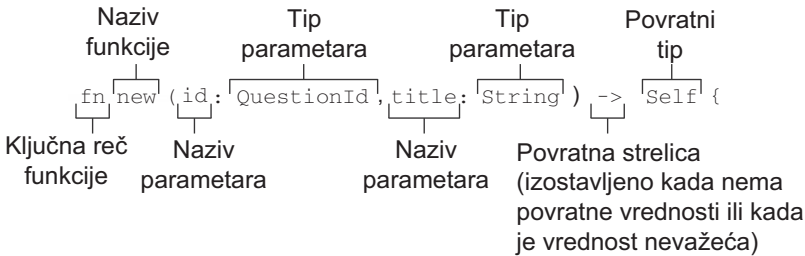 Naziv
funkcije
Tip
parametara
Tip
parametara
Povratni
tip
fn new (id: QuestionId,title: String) -> Self {
Ključna reč
funkcije
Naziv
parametara
Naziv
parametara
Povratna strelica
(izostavljeno kada nema
povratne vrednosti ili kada
je vrednost nevažeća)